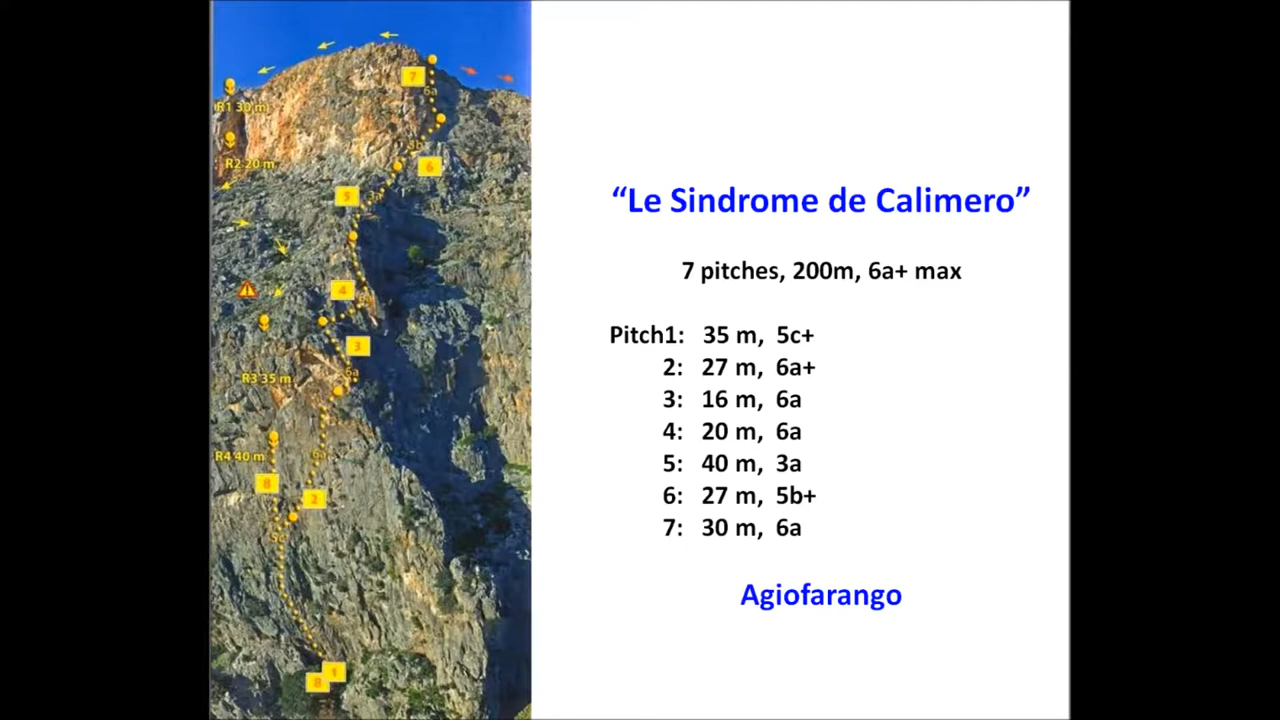 7
6a
R1 30 m
5b
R2 20 m
6
5
4
3
6a
R3 35 m
6a
R4 40 m
8
2
5c
1
8
“Le Sindrome de Calimero”
7 pitches, 200m, 6a+ max
Pitch1: 35 m, 5c+
2: 27 m, 6a+
3: 16 m, 6a
4: 20 m, 6a
5: 40 m, 3a
6: 27 m, 5b+
7: 30 m, 6a
Agiofarango